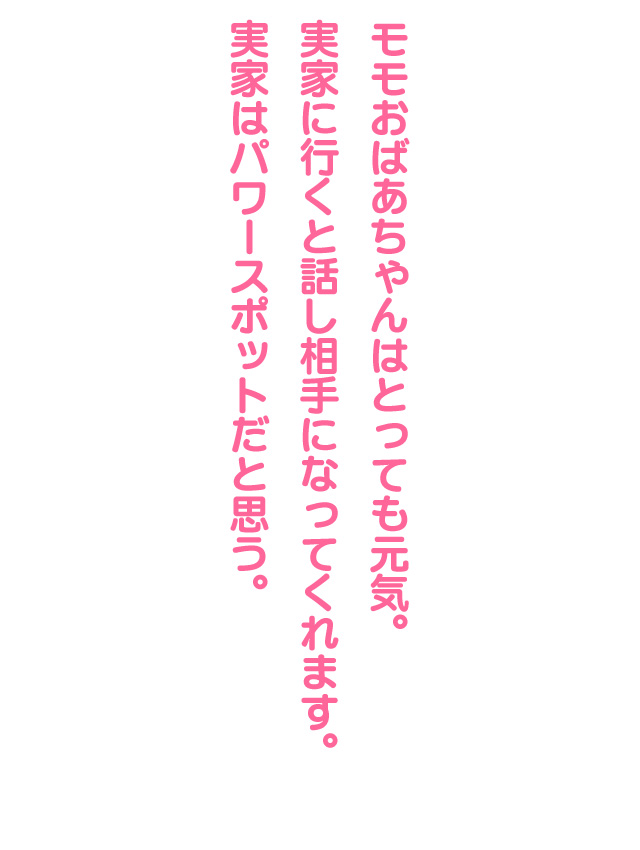 モモおばあちゃんはとっても元気。
実家に行くと話し相手になってくれます。
実家はパワースポットだと思う。